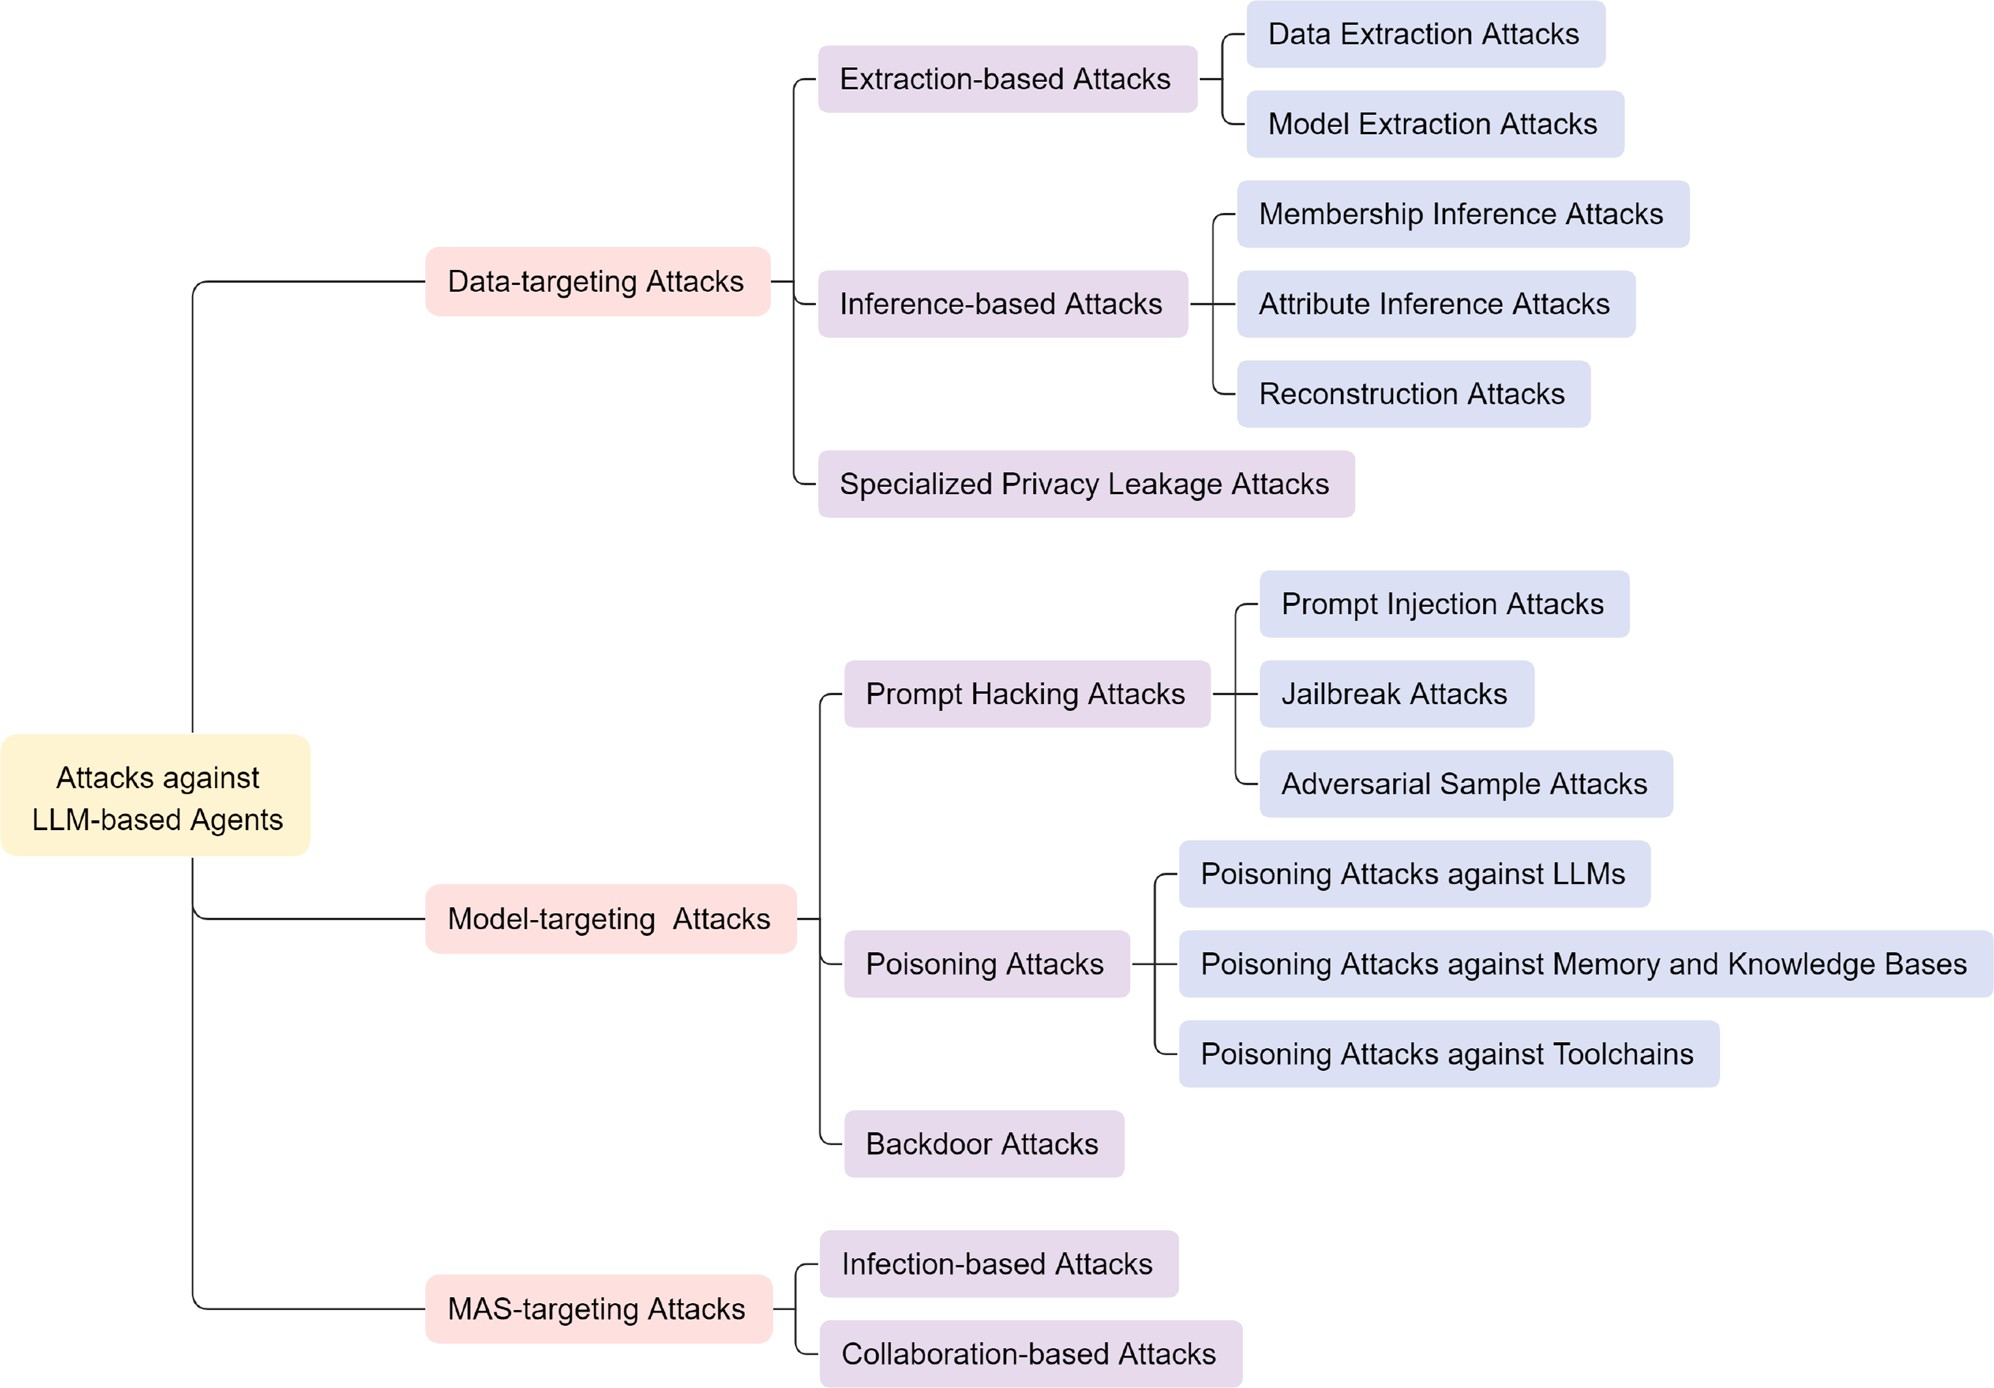 Attacks against
LLM-based Agents
Data-targeting Attacks
Extraction-based Attacks
Data Extraction Attacks
Model Extraction Attacks
Inference-based Attacks
Membership Inference Attacks
Attribute Inference Attacks
Reconstruction Attacks
Specialized Privacy Leakage Attacks
Model-targeting Attacks
Prompt Hacking Attacks
Prompt Injection Attacks
Jailbreak Attacks
Adversarial Sample Attacks
Poisoning Attacks
Poisoning Attacks against LLMs
Poisoning Attacks against Memory and Knowledge Bases
Poisoning Attacks against Toolchains
Backdoor Attacks
MAS-targeting Attacks
Infection-based Attacks
Collaboration-based Attacks